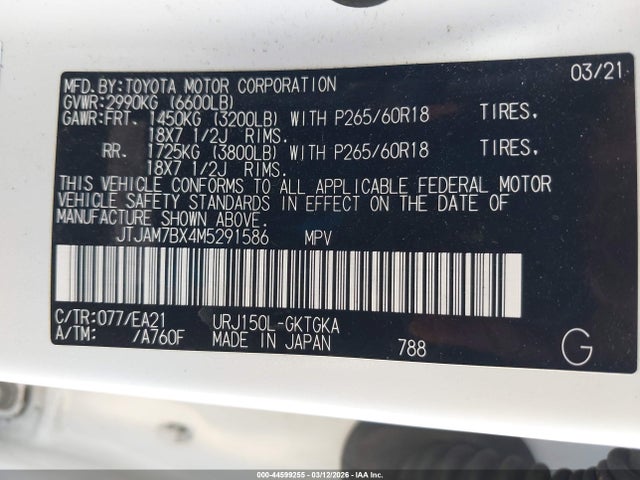 MFD.BY:TOYOTA MOTOR CORPORATION 03/21
GVWR:2990KG (6600LB)
GAWR:FRT. 1450KG (3200LB) WITH P265/60R18 TIRES,
18X7 1/2J RIMS.
RR. 1725KG (3800LB) WITH P265/60R18 TIRES,
18X7 1/2J RIMS.
THIS VEHICLE CONFORMS TO ALL APPLICABLE FEDERAL MOTOR
VEHICLE SAFETY STANDARDS IN EFFECT ON THE DATE OF
MANUFACTURE SHOWN ABOVE.
JTJAM7BX4M5291586 MPV
C/TR:077/EA21 URJ150L-GKTGKA
A/TM: /A760F MADE IN JAPAN 788 G
000-44599255 - 03/12/2026 - IAA Inc.